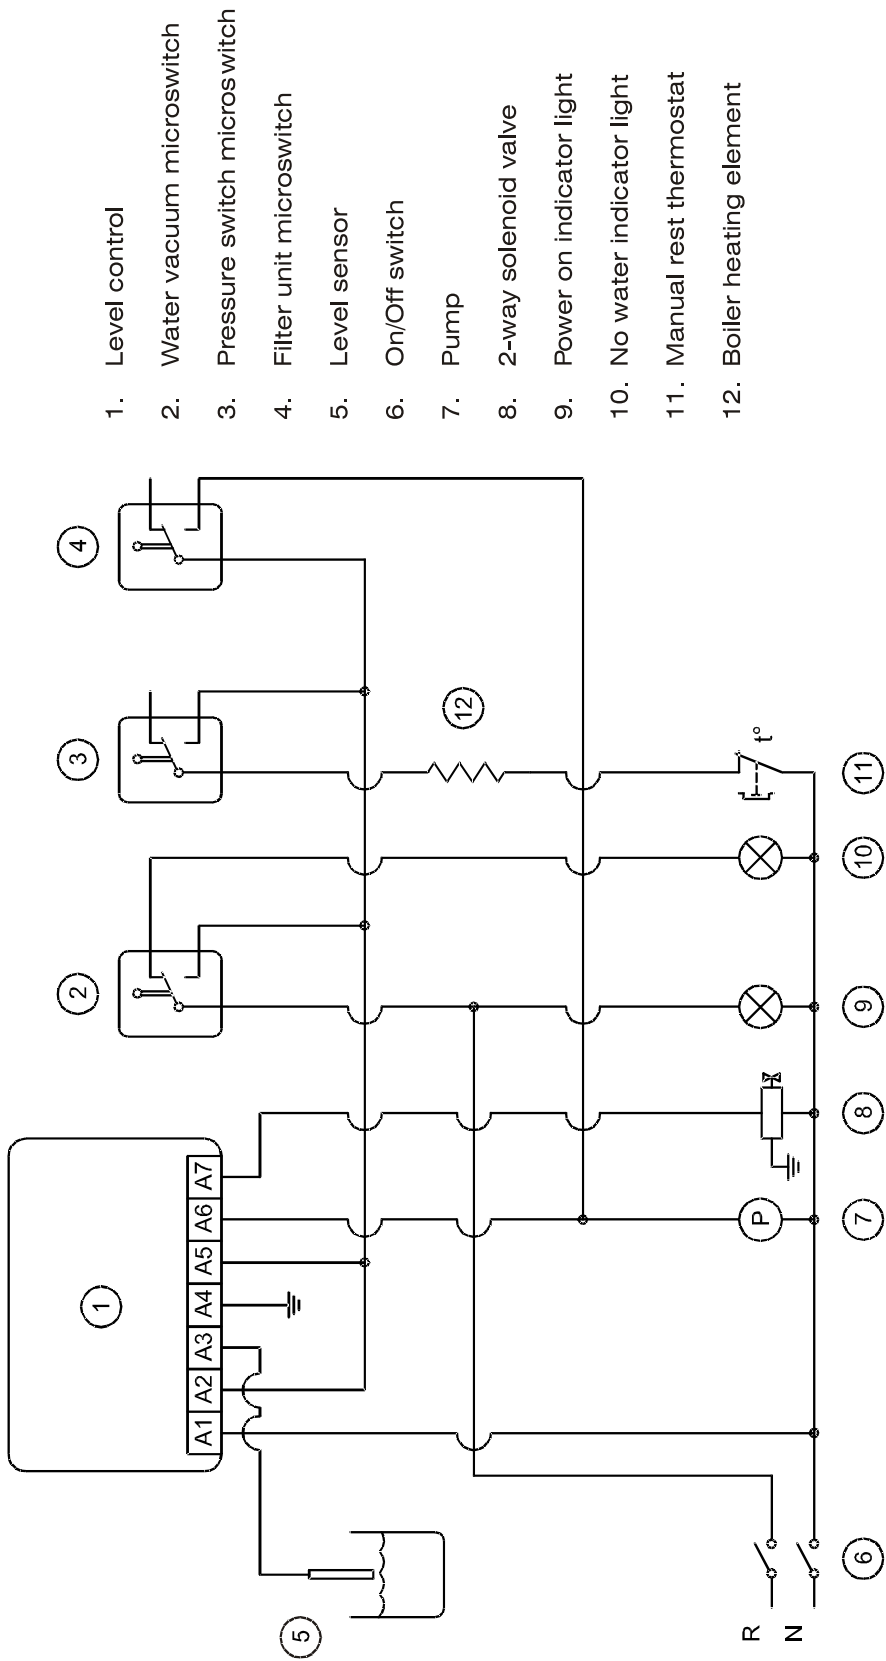 1. Level control
2. Water vacuum microswitch
3. Pressure switch microswitch
4. Filter unit microswitch
5. Level sensor
6. On/Off switch
7. Pump
8. 2-way solenoid valve
9. Power on indicator light
10. No water indicator light
11. Manual rest thermostat
12. Boiler heating element
1
2
3
4
A1 A2 A3 A4 A5 A6 A7
5
12
P
t°
R
N
6
7
8
9
10
11